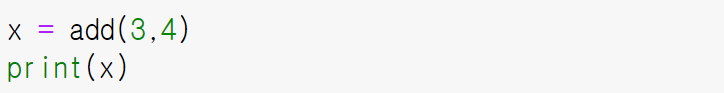 x = add(3,4)
print(x)